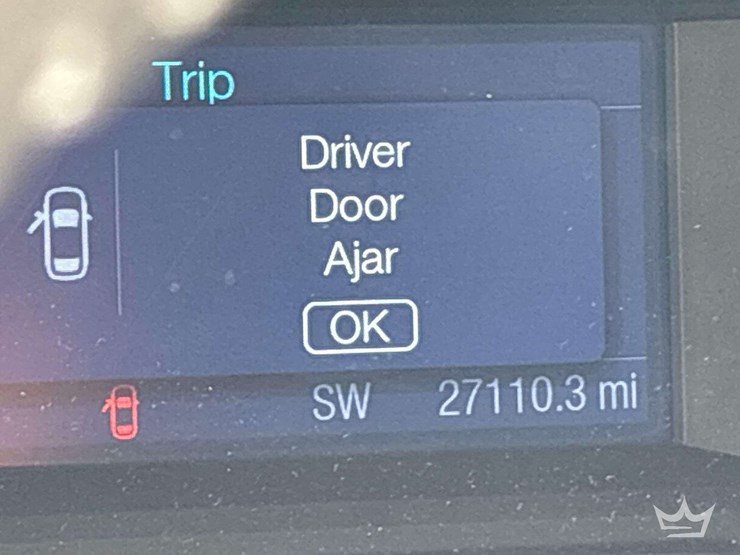 Trip
Driver
Door
Ajar
OK
SW 27110.3 mi